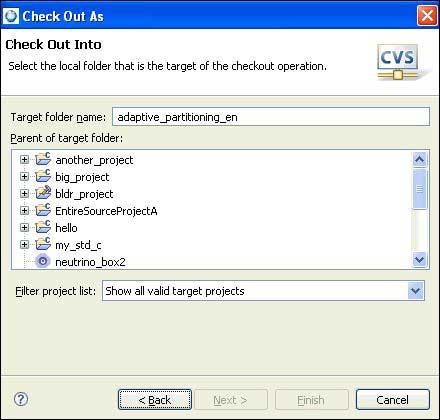 Check Out As
Check Out Into
Select the local folder that is the target of the checkout operation.
CVS
Target folder name: adaptive_partitioning_en
Parent of target folder:
another_project
big_project
bldr_project
EntireSourceProjectA
hello
my_std_c
neutrino_box2
Filter project list: Show all valid target projects
? < Back Next > Finish Cancel